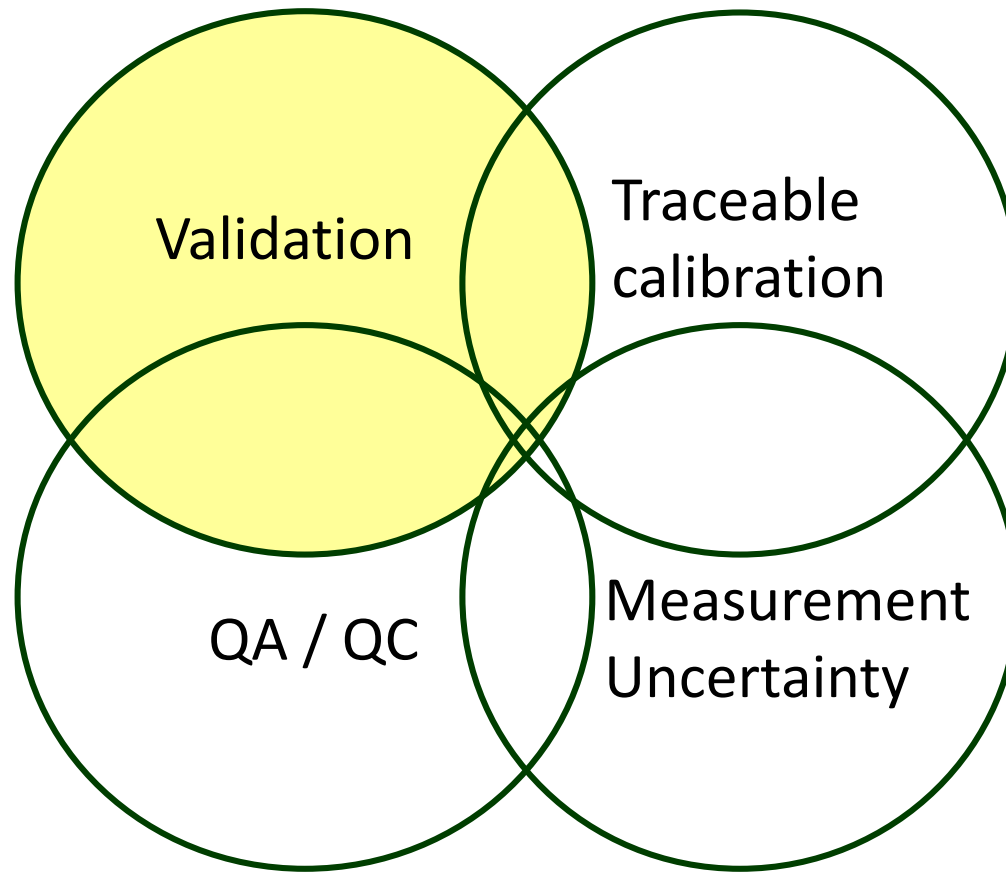 Validation
Traceable
calibration
QA / QC
Measurement
Uncertainty